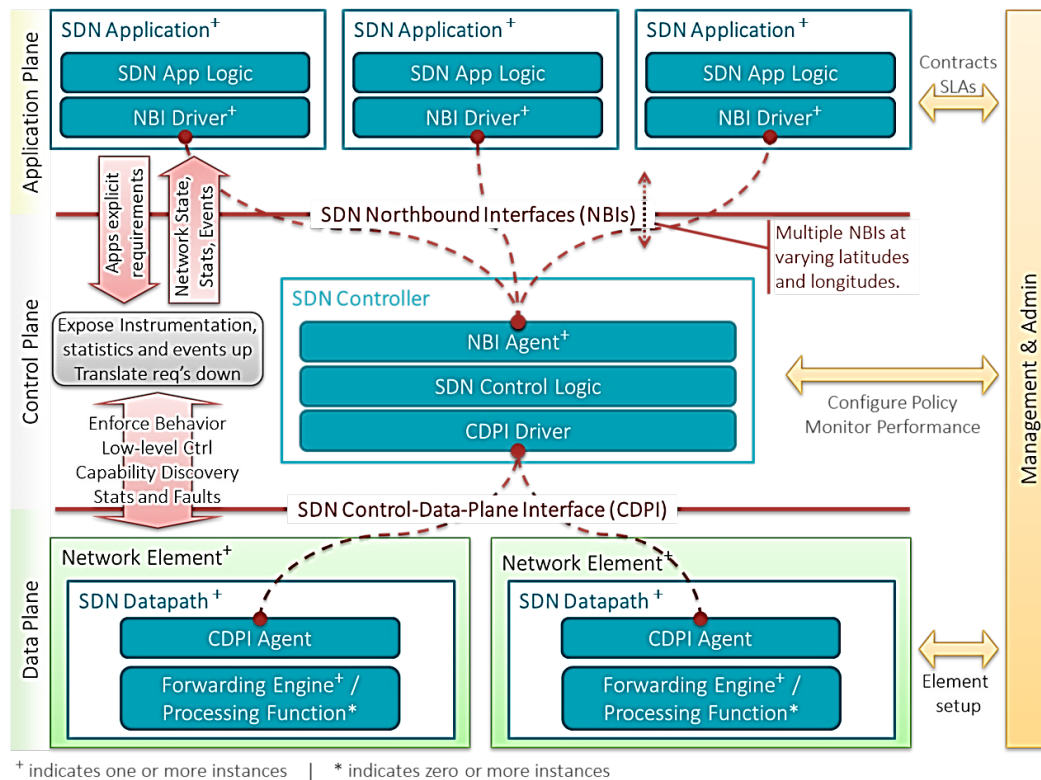 Application Plane
SDN Application+
SDN App Logic
NBI Driver+
SDN Application+
SDN App Logic
NBI Driver+
SDN Application+
SDN App Logic
NBI Driver+
Contracts
SLAs
Apps explicit
requirements
Network State,
Stats, Events
SDN Northbound Interfaces (NBIs)
Multiple NBIs at
varying latitudes
and longitudes.
Control Plane
Expose Instrumentation,
statistics and events up
Translate req's down
SDN Controller
NBI Agent+
SDN Control Logic
CDPI Driver
Configure Policy
Monitor Performance
Management & Admin
Enforce Behavior
Low-level Ctrl
Capability Discovery
Stats and Faults
SDN Control-Data-Plane Interface (CDPI)
Data Plane
Network Element+
SDN Datapath+
CDPI Agent
Forwarding Engine+ /
Processing Function*
Network Element+
SDN Datapath+
CDPI Agent
Forwarding Engine+ /
Processing Function*
Element
setup
+ indicates one or more instances | * indicates zero or more instances